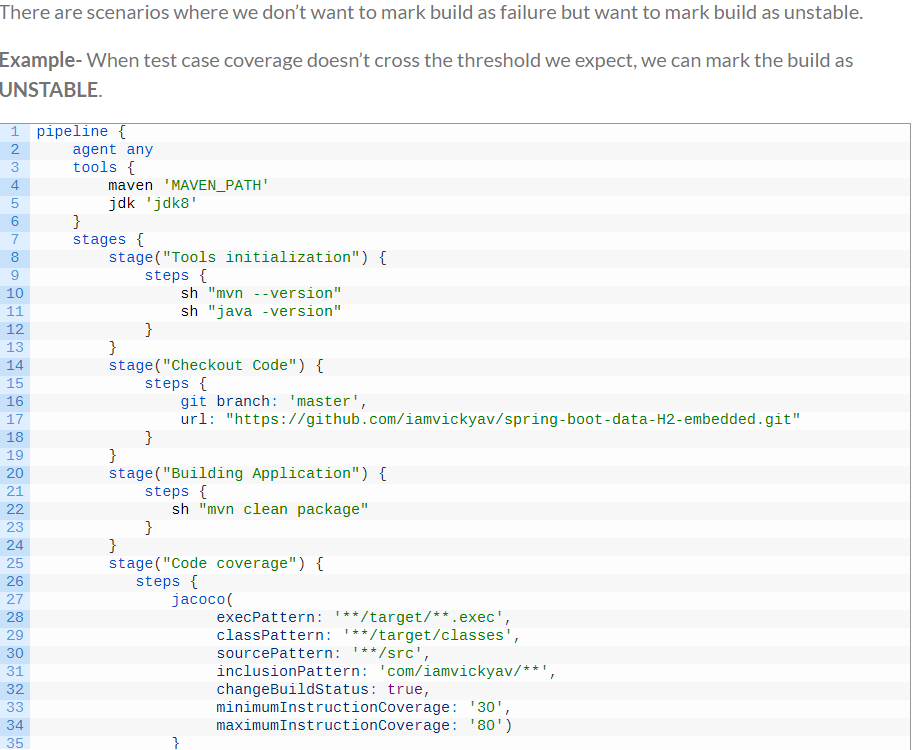 There are scenarios where we don’t want to mark build as failure but want to mark build as unstable.
Example- When test case coverage doesn’t cross the threshold we expect, we can mark the build as
UNSTABLE.
1 pipeline {
2     agent any
3     tools {
4         maven 'MAVEN_PATH'
5         jdk 'jdk8'
6     }
7     stages {
8         stage("Tools initialization") {
9             steps {
10                 sh "mvn --version"
11                 sh "java -version"
12             }
13         }
14         stage("Checkout Code") {
15             steps {
16                 git branch: 'master',
17                 url: "https://github.com/iamvickyav/spring-boot-data-H2-embedded.git"
18             }
19         }
20         stage("Building Application") {
21             steps {
22                sh "mvn clean package"
23             }
24         }
25         stage("Code coverage") {
26            steps {
27                jacoco(
28                     execPattern: '**/target/**.exec',
29                     classPattern: '**/target/classes',
30                     sourcePattern: '**/src',
31                     inclusionPattern: 'com/iamvickyav/**',
32                     changeBuildStatus: true,
33                     minimumInstructionCoverage: '30',
34                     maximumInstructionCoverage: '80')
35                }